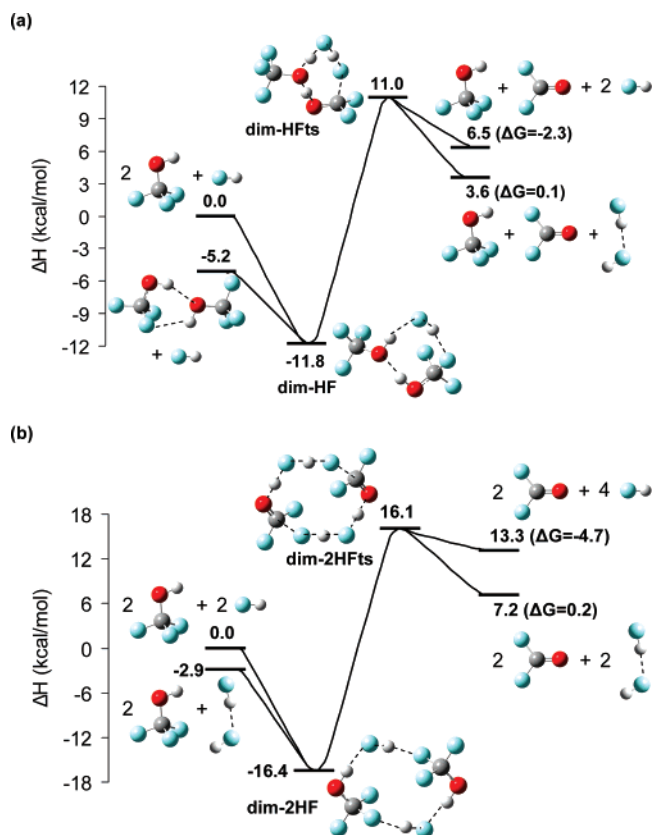 (a)
dim-HFts
11.0
+ + 2
6.5 (ΔG=-2.3)
3.6 (ΔG=0.1)
+ +
12
9
6
3
0
-3
-6
-9
-12
ΔH (kcal/mol)
2 +
0.0
-5.2
+
-11.8
dim-HF
(b)
dim-2HFts
16.1
2 + 4
13.3 (ΔG=-4.7)
7.2 (ΔG=0.2)
2 + 2
18
12
6
0
-6
-12
-18
ΔH (kcal/mol)
2 + 2
0.0
-2.9
2 +
-16.4
dim-2HF